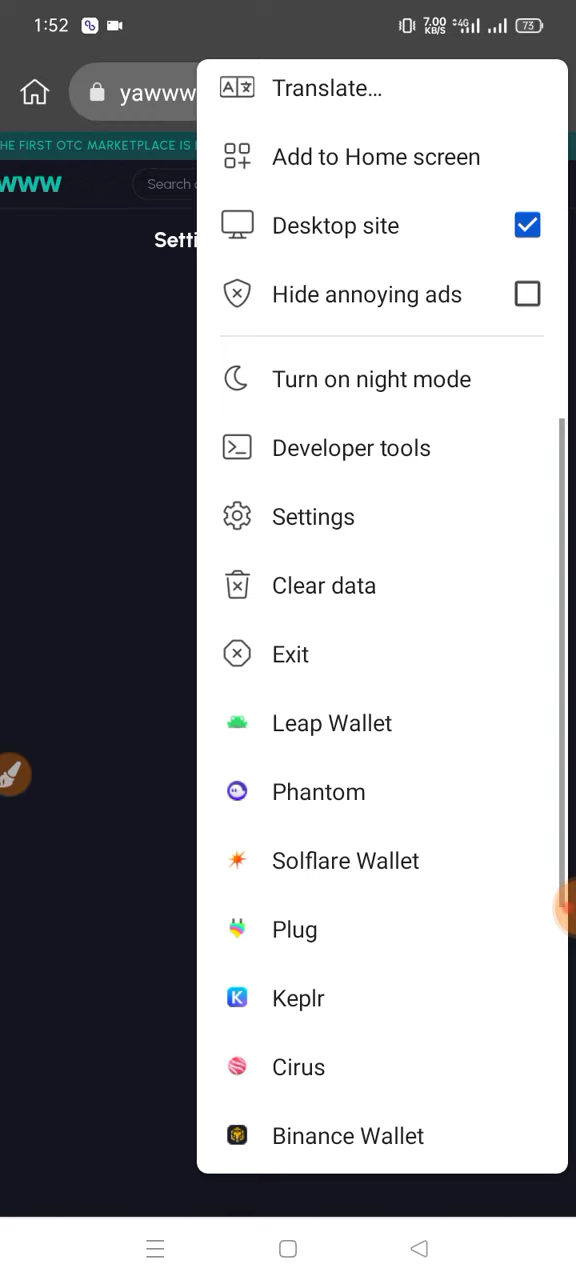 1:52
7.00
KB/S
4G
73
yawww
Translate...
THE FIRST OTC MARKETPLACE IS
Add to Home screen
www
Search
Desktop site
Setti
Hide annoying ads
Turn on night mode
Developer tools
Settings
Clear data
Exit
Leap Wallet
Phantom
Solflare Wallet
Plug
K
Keplr
Cirus
Binance Wallet